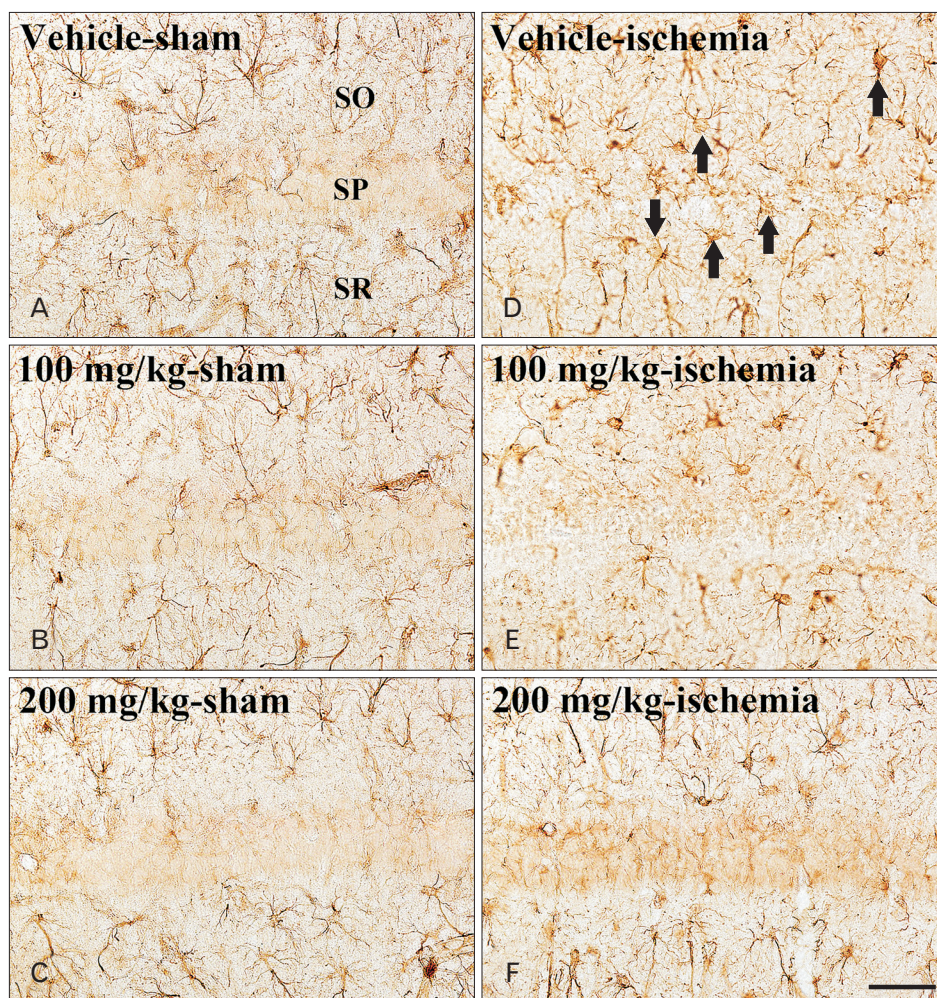 Vehicle-sham
SO
SP
SR
A
Vehicle-ischemia
D
100 mg/kg-sham
B
100 mg/kg-ischemia
E
200 mg/kg-sham
C
200 mg/kg-ischemia
F